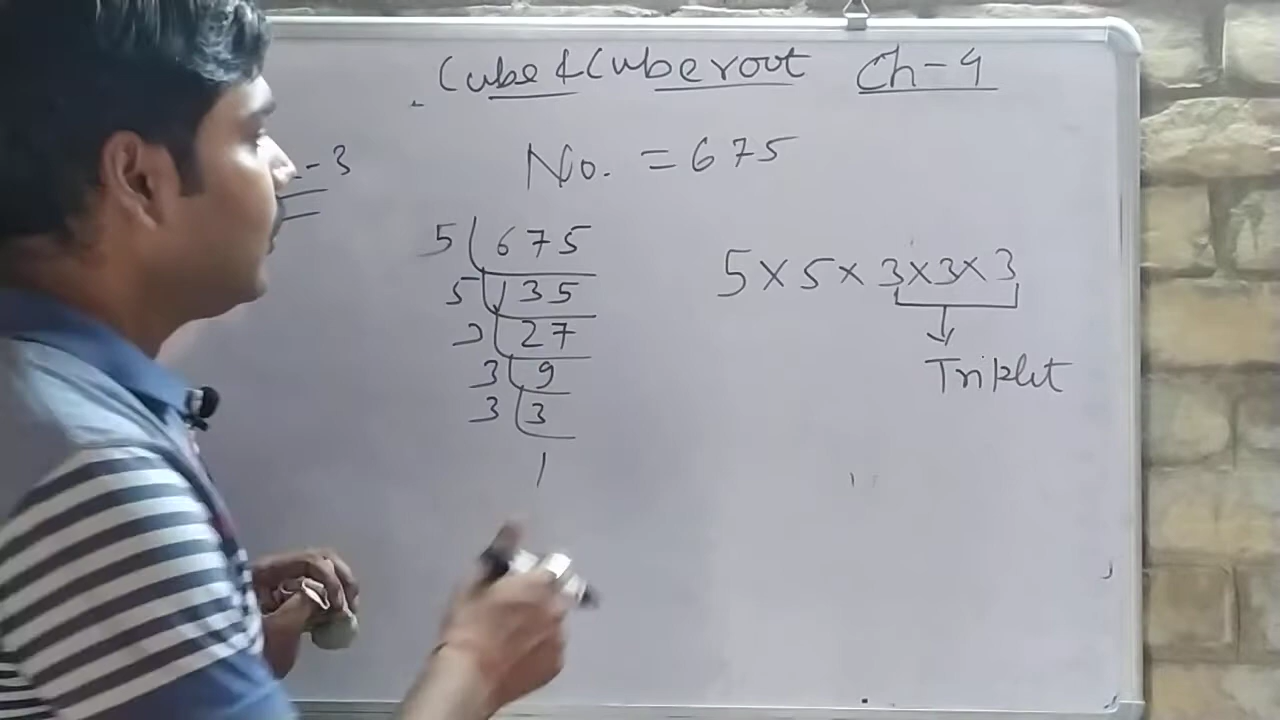 Cube & Cube root Ch-4
-3
No. = 675
5 675
5 135
3 27
3 9
3 3
1
5×5×3×3×3
Triplet